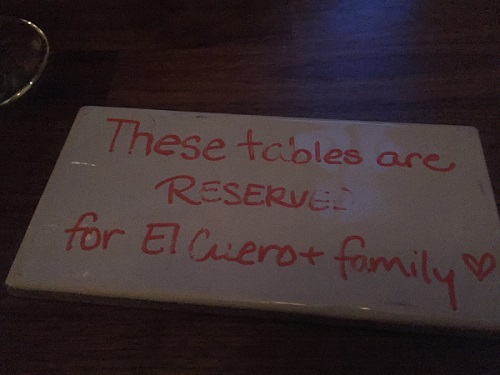 These tables are
RESERVED
for El Cuero + family ♡